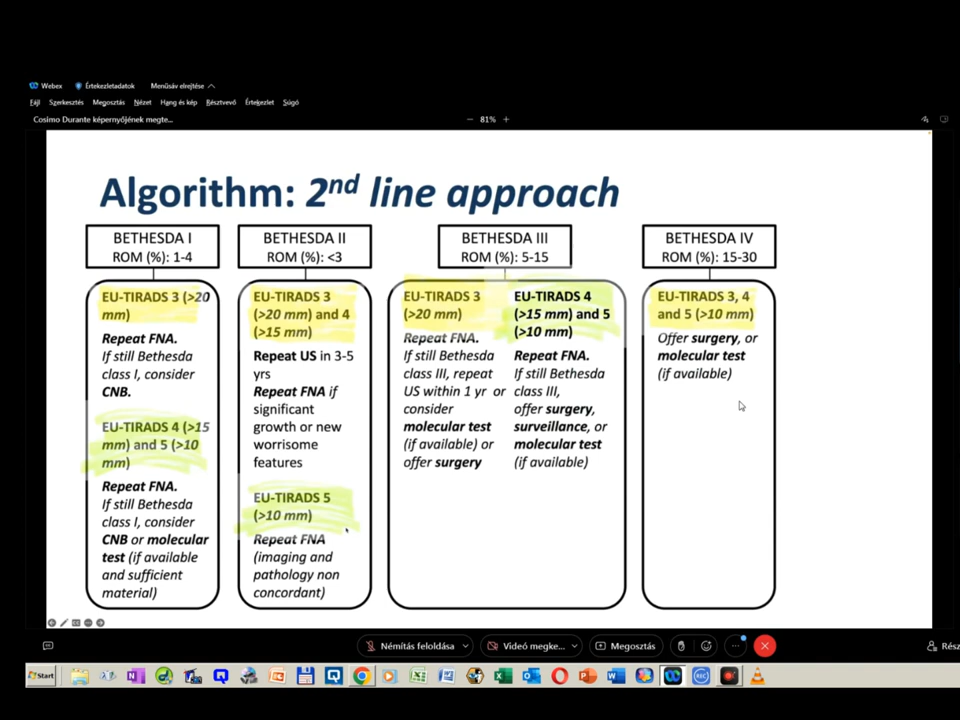 Webex Értekezletadatok Menüsáv elrejtése
Fájl Szerkesztés Megosztás Nézet Hang és kép Résztvevő Értekezlet Súgó
Cosimo Durante képernyőjének megte...
81%
Algorithm: 2nd line approach
BETHESDA I
ROM (%): 1-4
EU-TIRADS 3 (>20
mm)
Repeat FNA.
If still Bethesda
class I, consider
CNB.
EU-TIRADS 4 (>15
mm) and 5 (>10
mm)
Repeat FNA.
If still Bethesda
class I, consider
CNB or molecular
test (if available
and sufficient
material)
BETHESDA II
ROM (%): <3
EU-TIRADS 3
(>20 mm) and 4
(>15 mm)
Repeat US in 3-5
yrs
Repeat FNA if
significant
growth or new
worrisome
features
EU-TIRADS 5
(>10 mm)
Repeat FNA
(imaging and
pathology non
concordant)
BETHESDA III
ROM (%): 5-15
EU-TIRADS 3
(>20 mm)
Repeat FNA.
If still Bethesda
class III, repeat
US within 1 yr or
consider
molecular test
(if available) or
offer surgery
EU-TIRADS 4
(>15 mm) and 5
(>10 mm)
Repeat FNA.
If still Bethesda
class III,
offer surgery,
surveillance, or
molecular test
(if available)
BETHESDA IV
ROM (%): 15-30
EU-TIRADS 3, 4
and 5 (>10 mm)
Offer surgery, or
molecular test
(if available)
Némítás feloldása Videó megke... Megosztás Rész
Start
REC